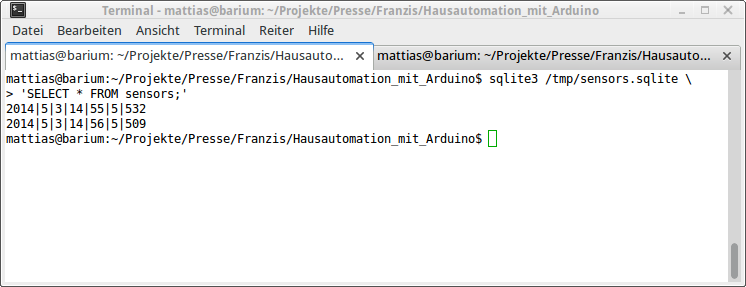 Terminal - mattias@barium: ~/Projekte/Presse/Franzis/Hausautomation_mit_Arduino
Datei Bearbeiten Ansicht Terminal Reiter Hilfe
mattias@barium: ~/Projekte/Presse/Franzis/Hausauto... mattias@barium: ~/Projekte/Presse/Franzis/Hausautom...
mattias@barium:~/Projekte/Presse/Franzis/Hausautomation_mit_Arduino$ sqlite3 /tmp/sensors.sqlite \
> 'SELECT * FROM sensors;'
2014|5|3|14|55|5|532
2014|5|3|14|56|5|509
mattias@barium:~/Projekte/Presse/Franzis/Hausautomation_mit_Arduino$